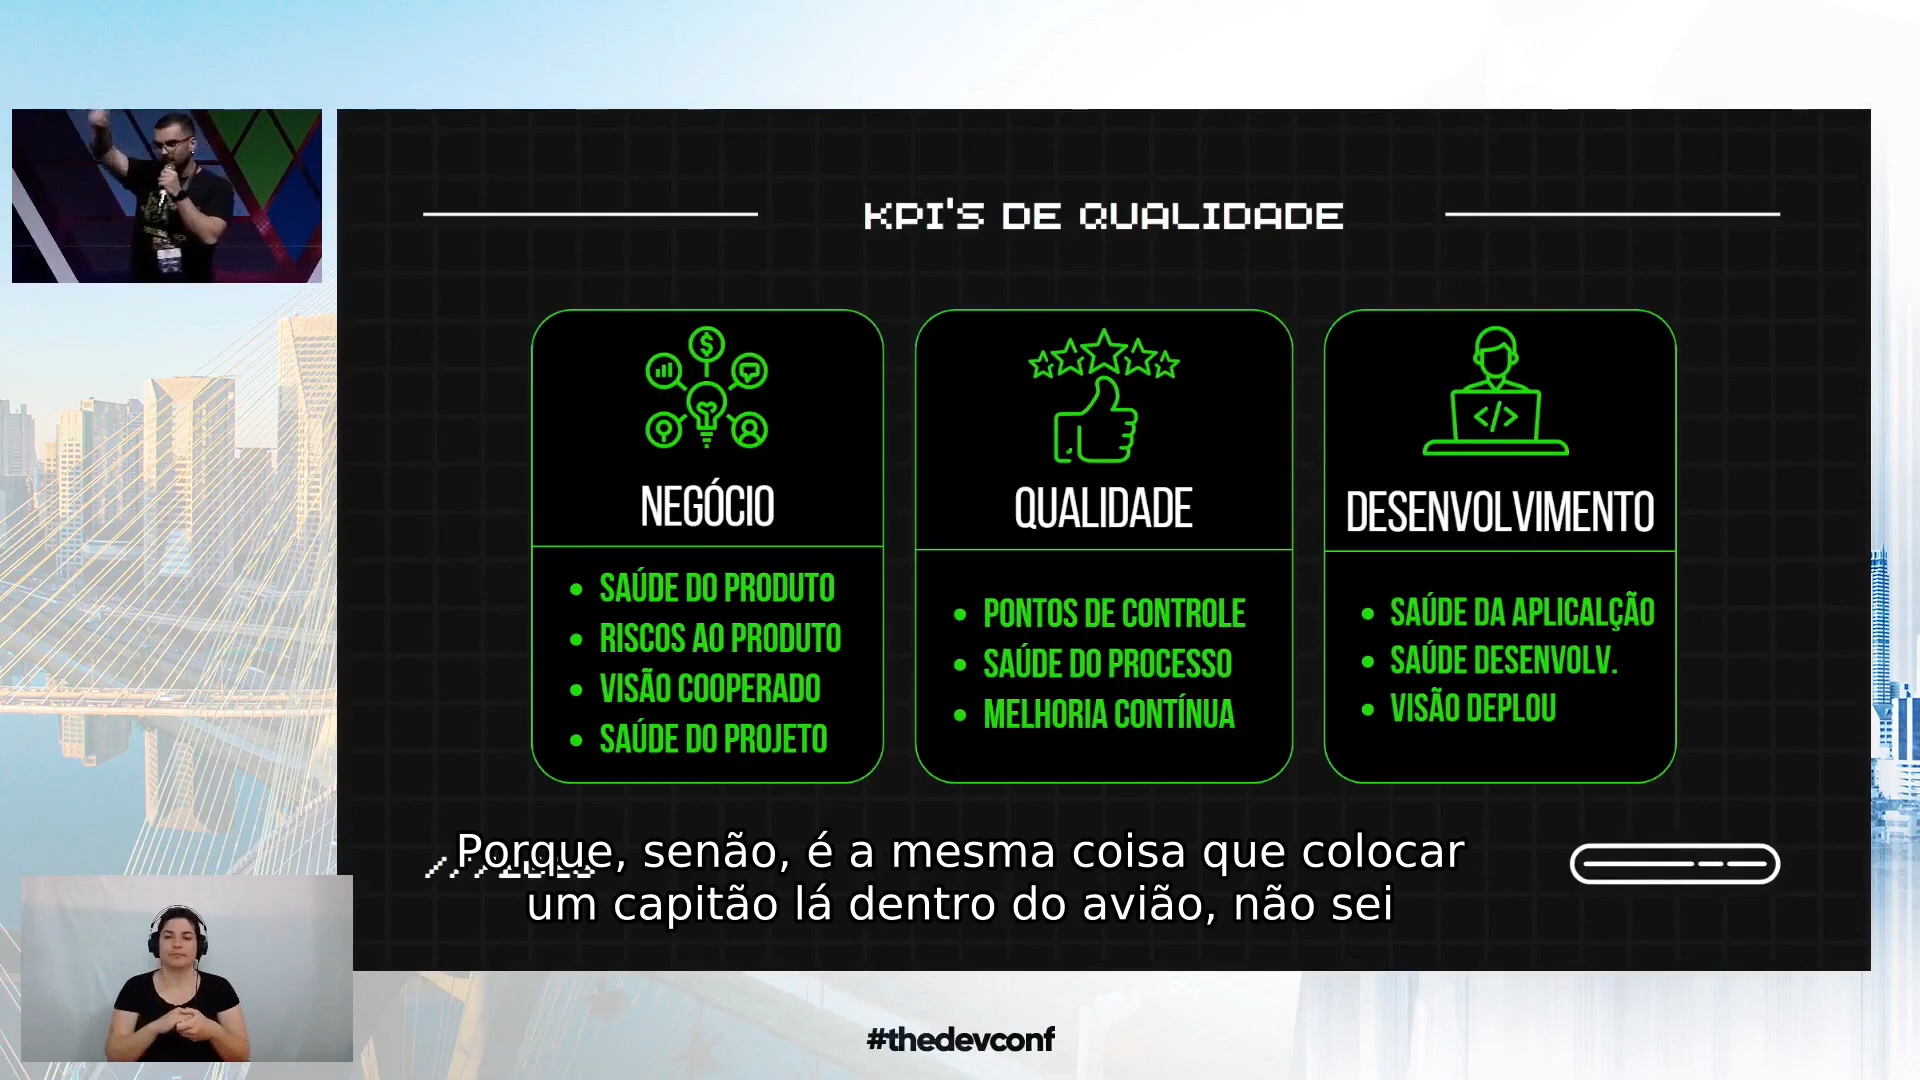 KPI'S DE QUALIDADE
NEGÓCIO
SAÚDE DO PRODUTO
RISCOS AO PRODUTO
VISÃO COOPERADO
SAÚDE DO PROJETO
QUALIDADE
PONTOS DE CONTROLE
SAÚDE DO PROCESSO
MELHORIA CONTÍNUA
DESENVOLVIMENTO
SAÚDE DA APLICALÇÃO
SAÚDE DESENVOLV.
VISÃO DEPLOU
Porque, senão, é a mesma coisa que colocar
um capitão lá dentro do avião, não sei
#thedevconf